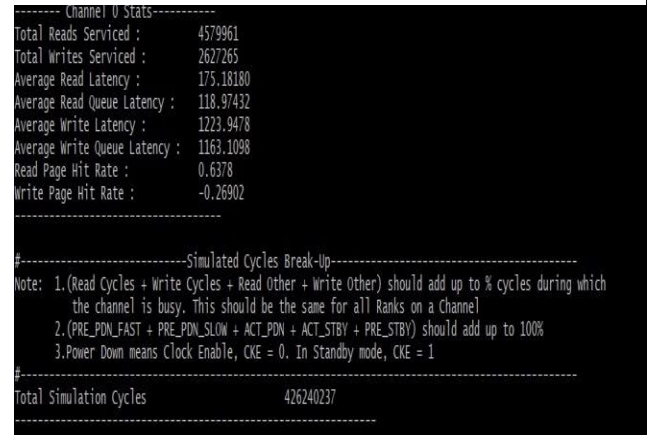 -------- Channel 0 Stats-----------
Total Reads Serviced : 4579961
Total Writes Serviced : 2627265
Average Read Latency : 175.18180
Average Read Queue Latency : 118.97432
Average Write Latency : 1223.9478
Average Write Queue Latency : 1163.1098
Read Page Hit Rate : 0.6378
Write Page Hit Rate : -0.26902
------------------------------------
#-----------------------------Simulated Cycles Break-Up-------------------------------------------
Note: 1.(Read Cycles + Write Cycles + Read Other + Write Other) should add up to % cycles during which
the channel is busy. This should be the same for all Ranks on a Channel
2.(PRE_PDN_FAST + PRE_PDN_SLOW + ACT_PDN + ACT_STBY + PRE_STBY) should add up to 100%
3.Power Down means Clock Enable, CKE = 0. In Standby mode, CKE = 1
#-------------------------------------------------------------------------------------------------
Total Simulation Cycles 426240237
---------------------------------------------------------------